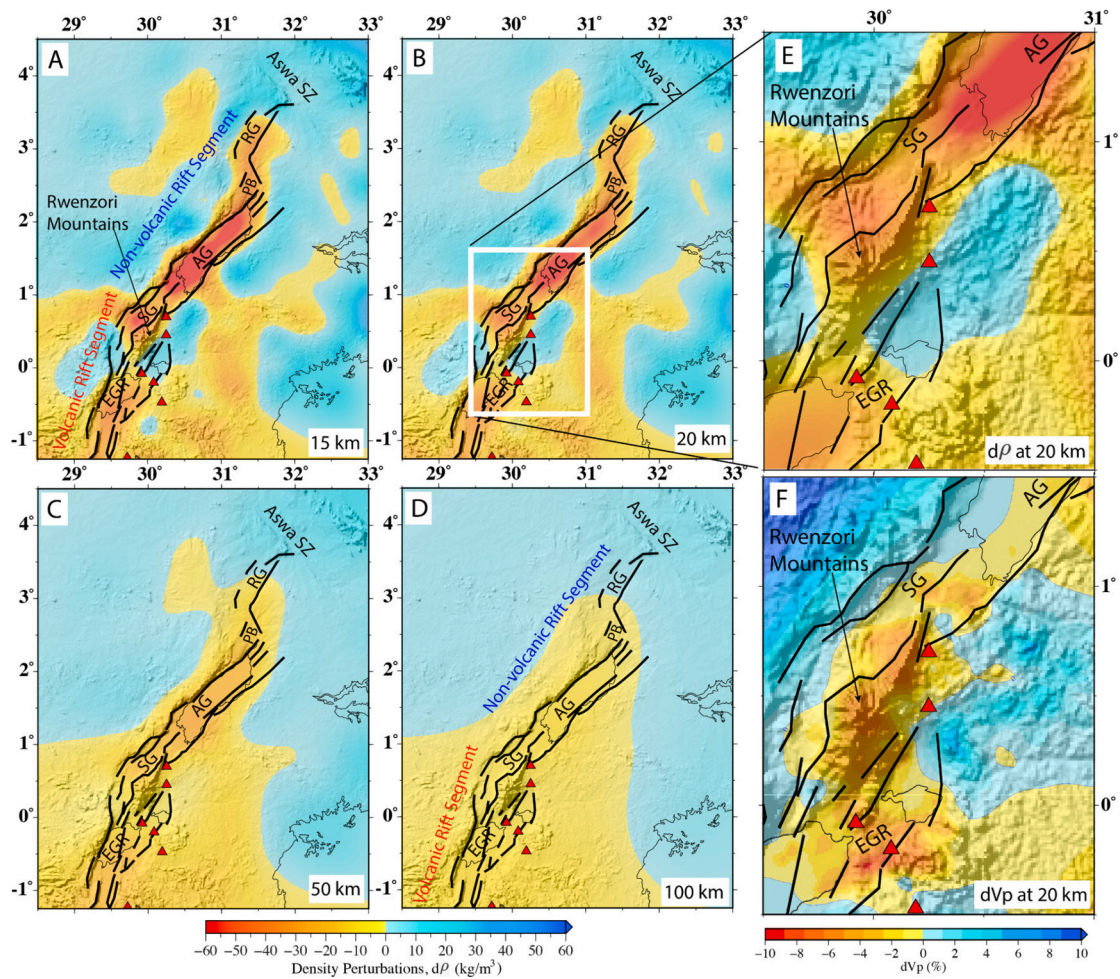 29 30 31 32 33
29 30 31 32 33
30° 31°
4°
3°
2°
1°
0°
-1°
A
Aswa SZ
RG
PB
Non-volcanic Rift Segment
Rwenzori
Mountains
AG
SG
Volcanic Rift Segment
EGR
15 km
B
Aswa SZ
RG
PB
AG
SG
EGR
20 km
E
AG
Rwenzori
Mountains
SG
1°
0°
EGR
dρ at 20 km
4°
3°
2°
1°
0°
-1°
29 30 31 32 33
C
Aswa SZ
RG
PB
AG
SG
EGR
50 km
29 30 31 32 33
D
Aswa SZ
RG
PB
Non-volcanic Rift Segment
AG
SG
Volcanic Rift Segment
EGR
100 km
F
AG
Rwenzori
Mountains
SG
1°
0°
EGR
dVp at 20 km
−60 −50 −40 −30 −20 −10 0 10 20 30 40 50 60
Density Perturbations, dρ (kg/m³)
−10 −8 −6 −4 −2 0 2 4 6 8 10
dVp (%)